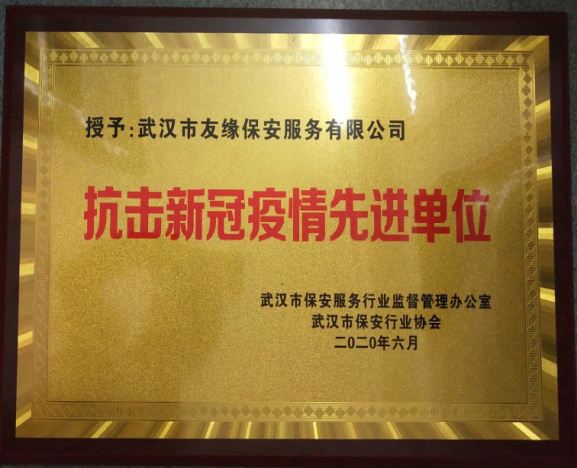 授予:武汉市友缘保安服务有限公司
抗击新冠疫情先进单位
武汉市保安服务行业监督管理办公室
武汉市保安行业协会
二0二0年六月